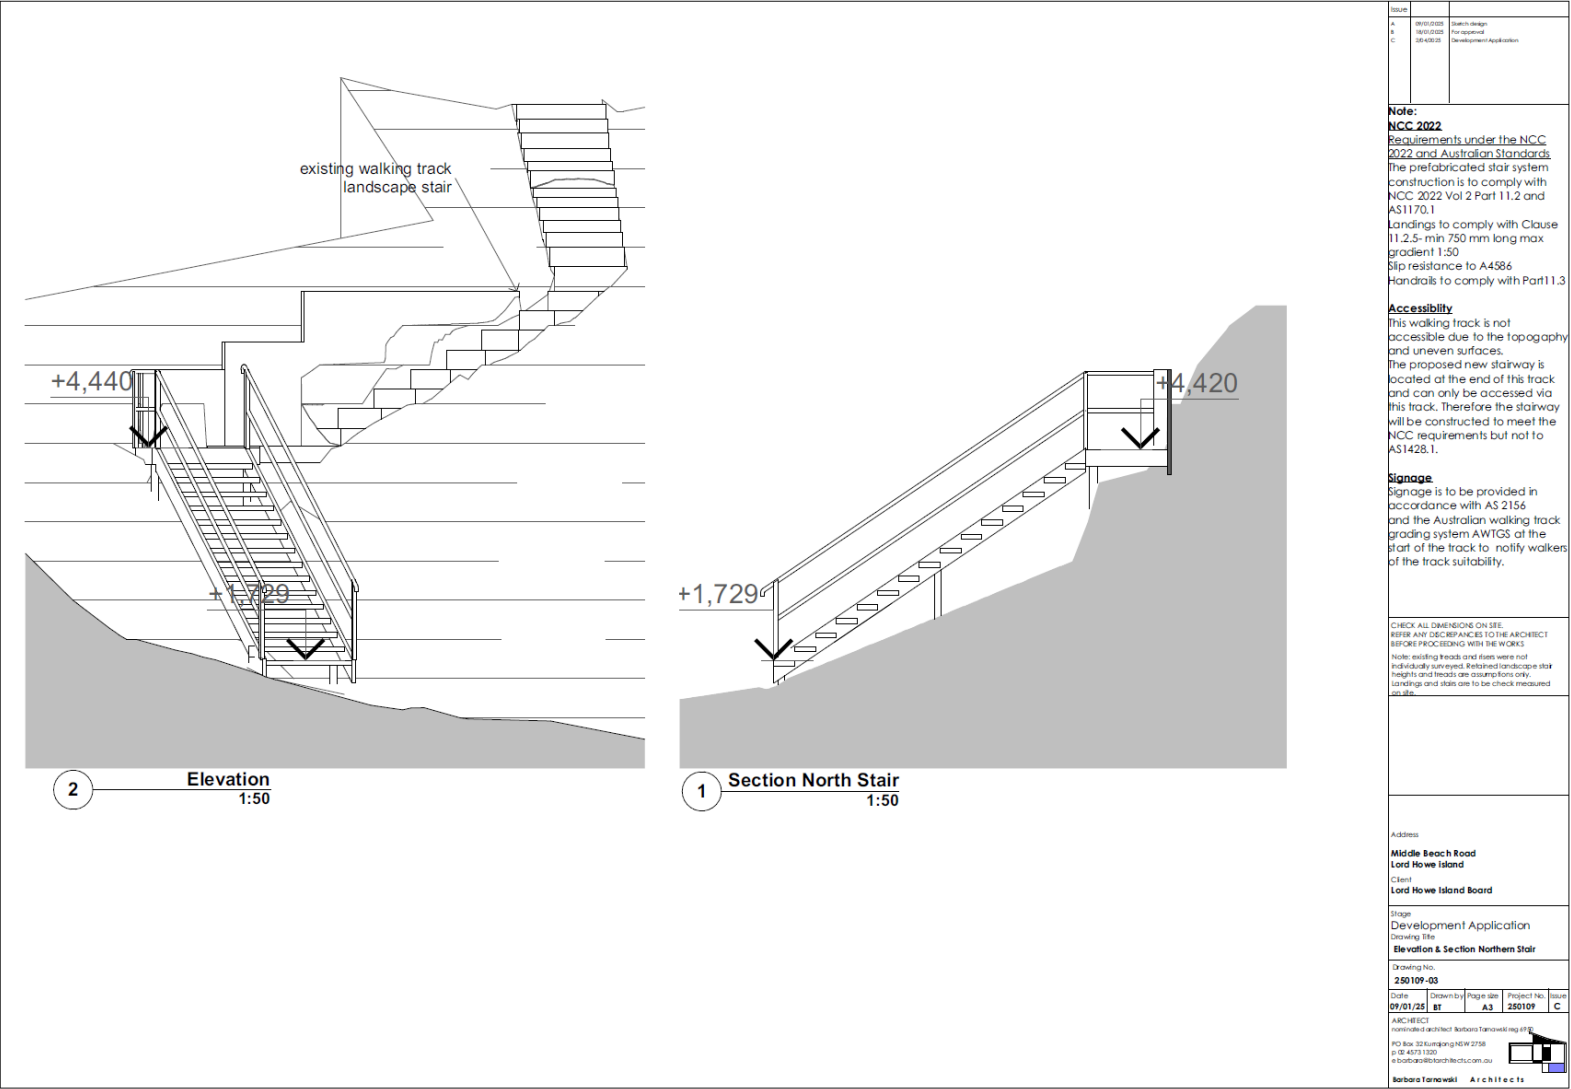 existing walking track
landscape stair
+4,440
+1,729
2
Elevation
1:50
+4,420
+1,729
1
Section North Stair
1:50
Issue
A 09/01/2025 Sketch design
B 18/01/2025 For approval
C 2/04/2025 Development Application
Note:
NCC 2022
Requirements under the NCC
2022 and Australian Standards
The prefabricated stair system
construction is to comply with
NCC 2022 Vol 2 Part 11.2 and
AS1170.1
Landings to comply with Clause
11.2.5- min 750 mm long max
gradient 1:50
Slip resistance to A4586
Handrails to comply with Part11.3
Accessiblity
This walking track is not
accessible due to the topogaphy
and uneven surfaces.
The proposed new stairway is
located at the end of this track
and can only be accessed via
this track. Therefore the stairway
will be constructed to meet the
NCC requirements but not to
AS1428.1.
Signage
Signage is to be provided in
accordance with AS 2156
and the Australian walking track
grading system AWTGS at the
start of the track to notify walkers
of the track suitability.
CHECK ALL DIMENSIONS ON SITE.
REFER ANY DISCREPANCIES TO THE ARCHITECT
BEFORE PROCEEDING WITH THE WORKS
Note: existing treads and risers were not
individually surveyed. Retained landscape stair
heights and treads are assumptions only.
Landings and stairs are to be check measured
on site.
Address
Middle Beach Road
Lord Howe Island
Client
Lord Howe Island Board
Stage
Development Application
Drawing Title
Elevation & Section Northern Stair
Drawing No.
250109-03
Date Drawn by Page size Project No. Issue
09/01/25 BT A3 250109 C
ARCHITECT
nominated architect Barbara Tarnawski reg
PO Box 32 Kurrajong NSW 2758
p 02 4573 1320
e barbara@btarchitects.com.au
Barbara Tarnawski Architects